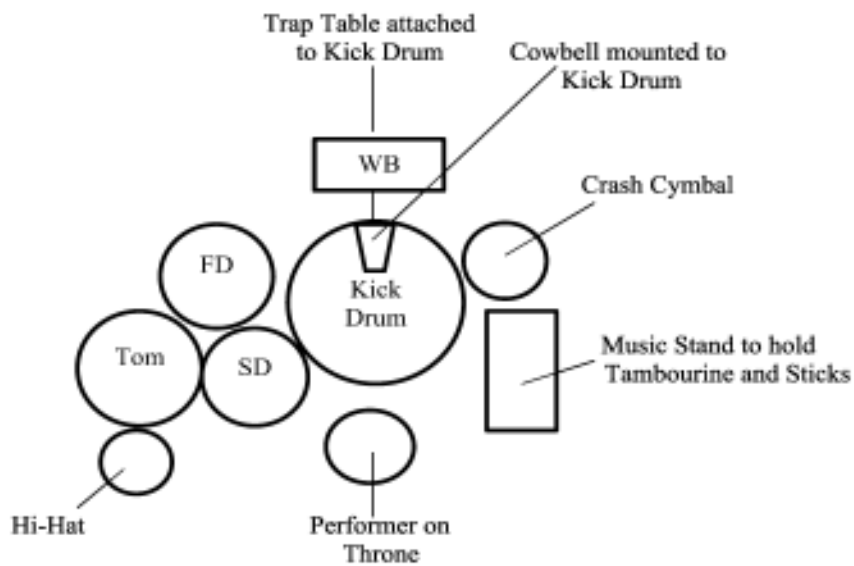 Trap Table attached
to Kick Drum
Cowbell mounted to
Kick Drum
WB
Crash Cymbal
FD
Kick
Drum
Tom
SD
Music Stand to hold
Tambourine and Sticks
Hi-Hat
Performer on
Throne